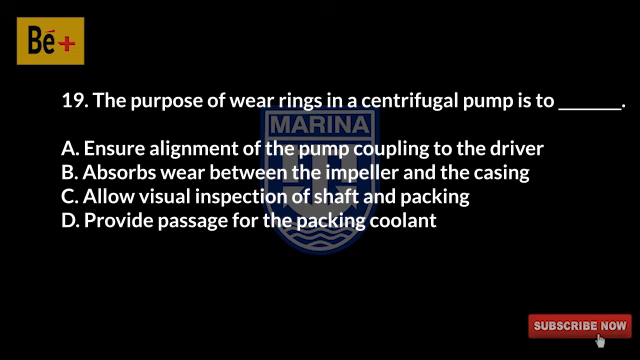 Bé+
19. The purpose of wear rings in a centrifugal pump is to ______.
MARINA
A. Ensure alignment of the pump coupling to the driver
B. Absorbs wear between the impeller and the casing
C. Allow visual inspection of shaft and packing
D. Provide passage for the packing coolant
SUBSCRIBE NOW